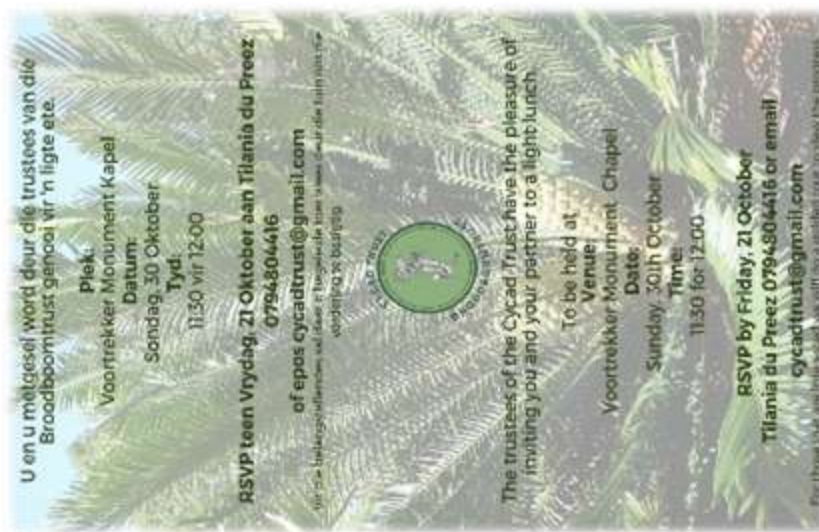 U en u metgesel word deur die trustees van die
Broodboomtrust genooi vir 'n ligte ete.
Plek:
Voortrekker Monument Kapel
Datum:
Sondag, 30 Oktober
Tyd:
11:30 vir 12:00
RSVP teen Vrydag, 21 Oktober aan Tilania du Preez
0794804416
of epos cycadtrust@gmail.com
CYCAD TRUST
BROODBOOMTRUST
The trustees of the Cycad Trust have the pleasure of
inviting you and your partner to a light lunch.
To be held at
Venue:
Voortrekker Monument Chapel
Date:
Sunday, 30th October
Time:
11:30 for 12:00
RSVP by Friday, 21 October
Tilania du Preez 0794804416 or email
cycadtrust@gmail.com